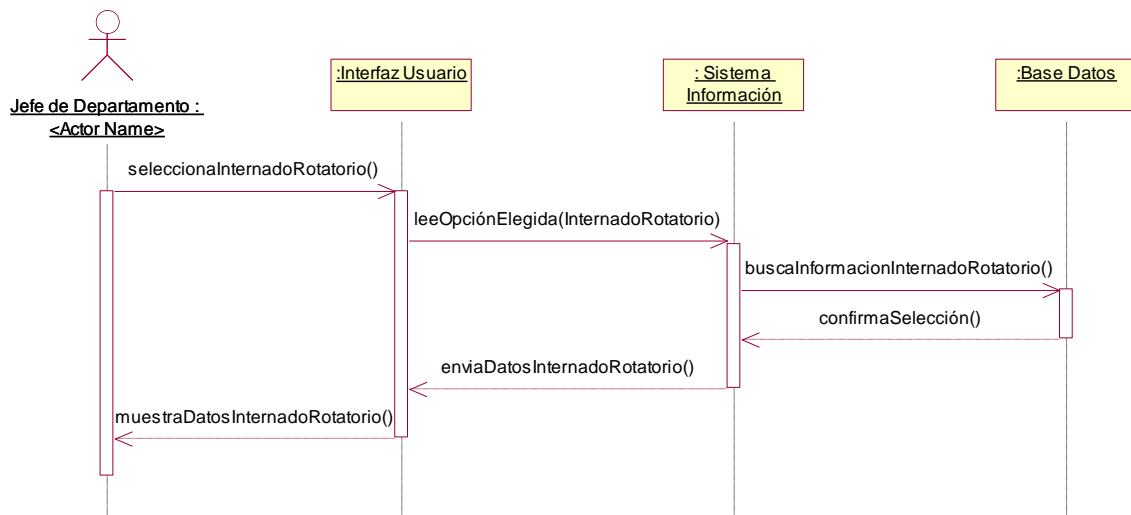 :Interfaz Usuario
: Sistema
Información
:Base Datos
Jefe de Departamento :
<Actor Name>
seleccionaInternadoRotatorio()
leeOpciónElegida(InternadoRotatorio)
buscaInformacionInternadoRotatorio()
confirmaSelección()
enviaDatosInternadoRotatorio()
muestraDatosInternadoRotatorio()